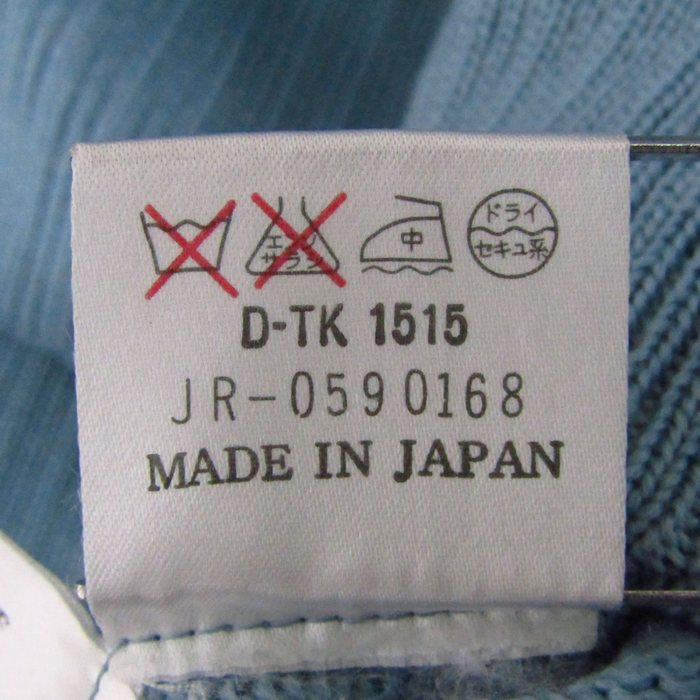 エンソ
サラシ
中
ドライ
セキユ系
D-TK 1515
JR-0590168
MADE IN JAPAN